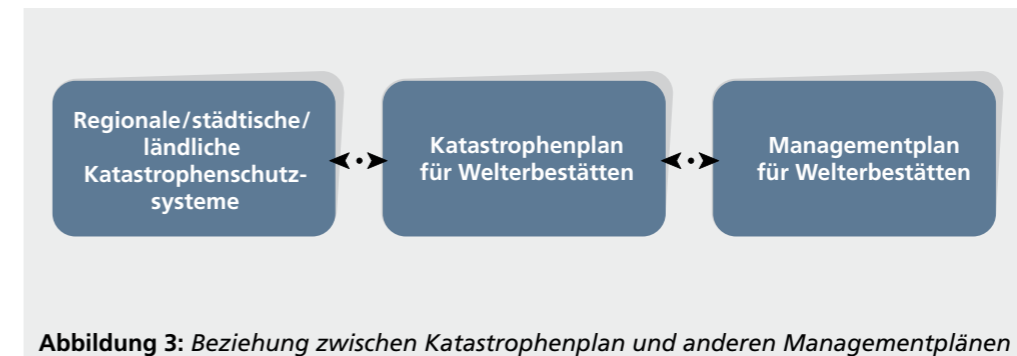 Regionale/städtische/
ländliche
Katastrophenschutz-
systeme
Katastrophenplan
für Welterbestätten
Managementplan
für Welterbestätten
Abbildung 3: Beziehung zwischen Katastrophenplan und anderen Managementplänen